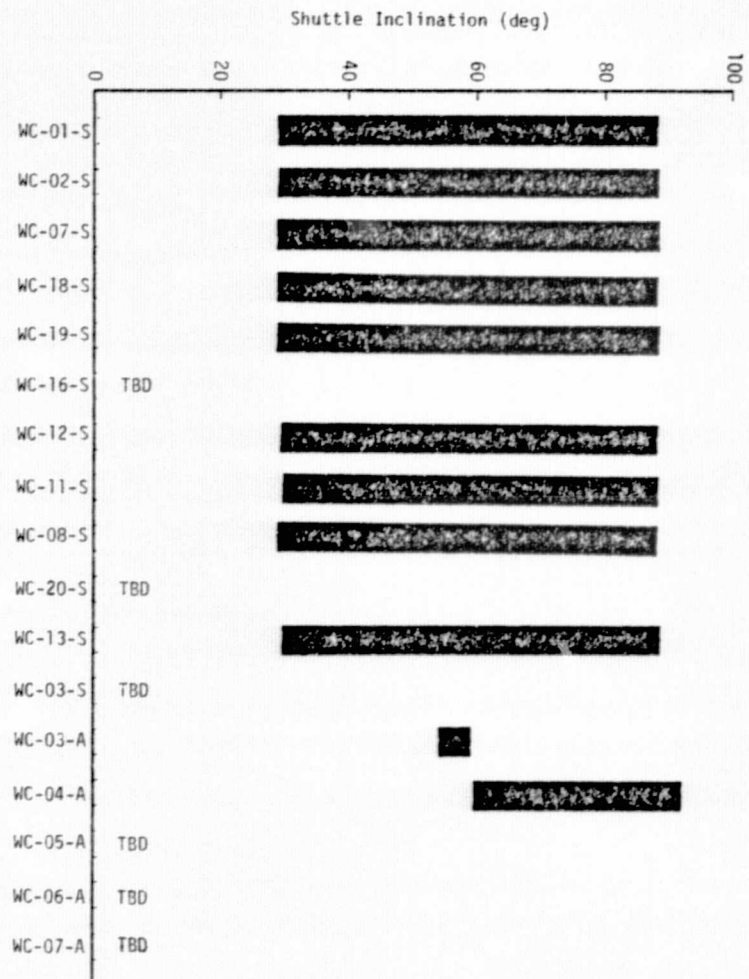 Shuttle Inclination (deg)
0 20 40 60 80 100
WC-01-S
WC-02-S
WC-07-S
WC-18-S
WC-19-S
WC-16-S TBD
WC-12-S
WC-11-S
WC-08-S
WC-20-S TBD
WC-13-S
WC-03-S TBD
WC-03-A
WC-04-A
WC-05-A TBD
WC-06-A TBD
WC-07-A TBD